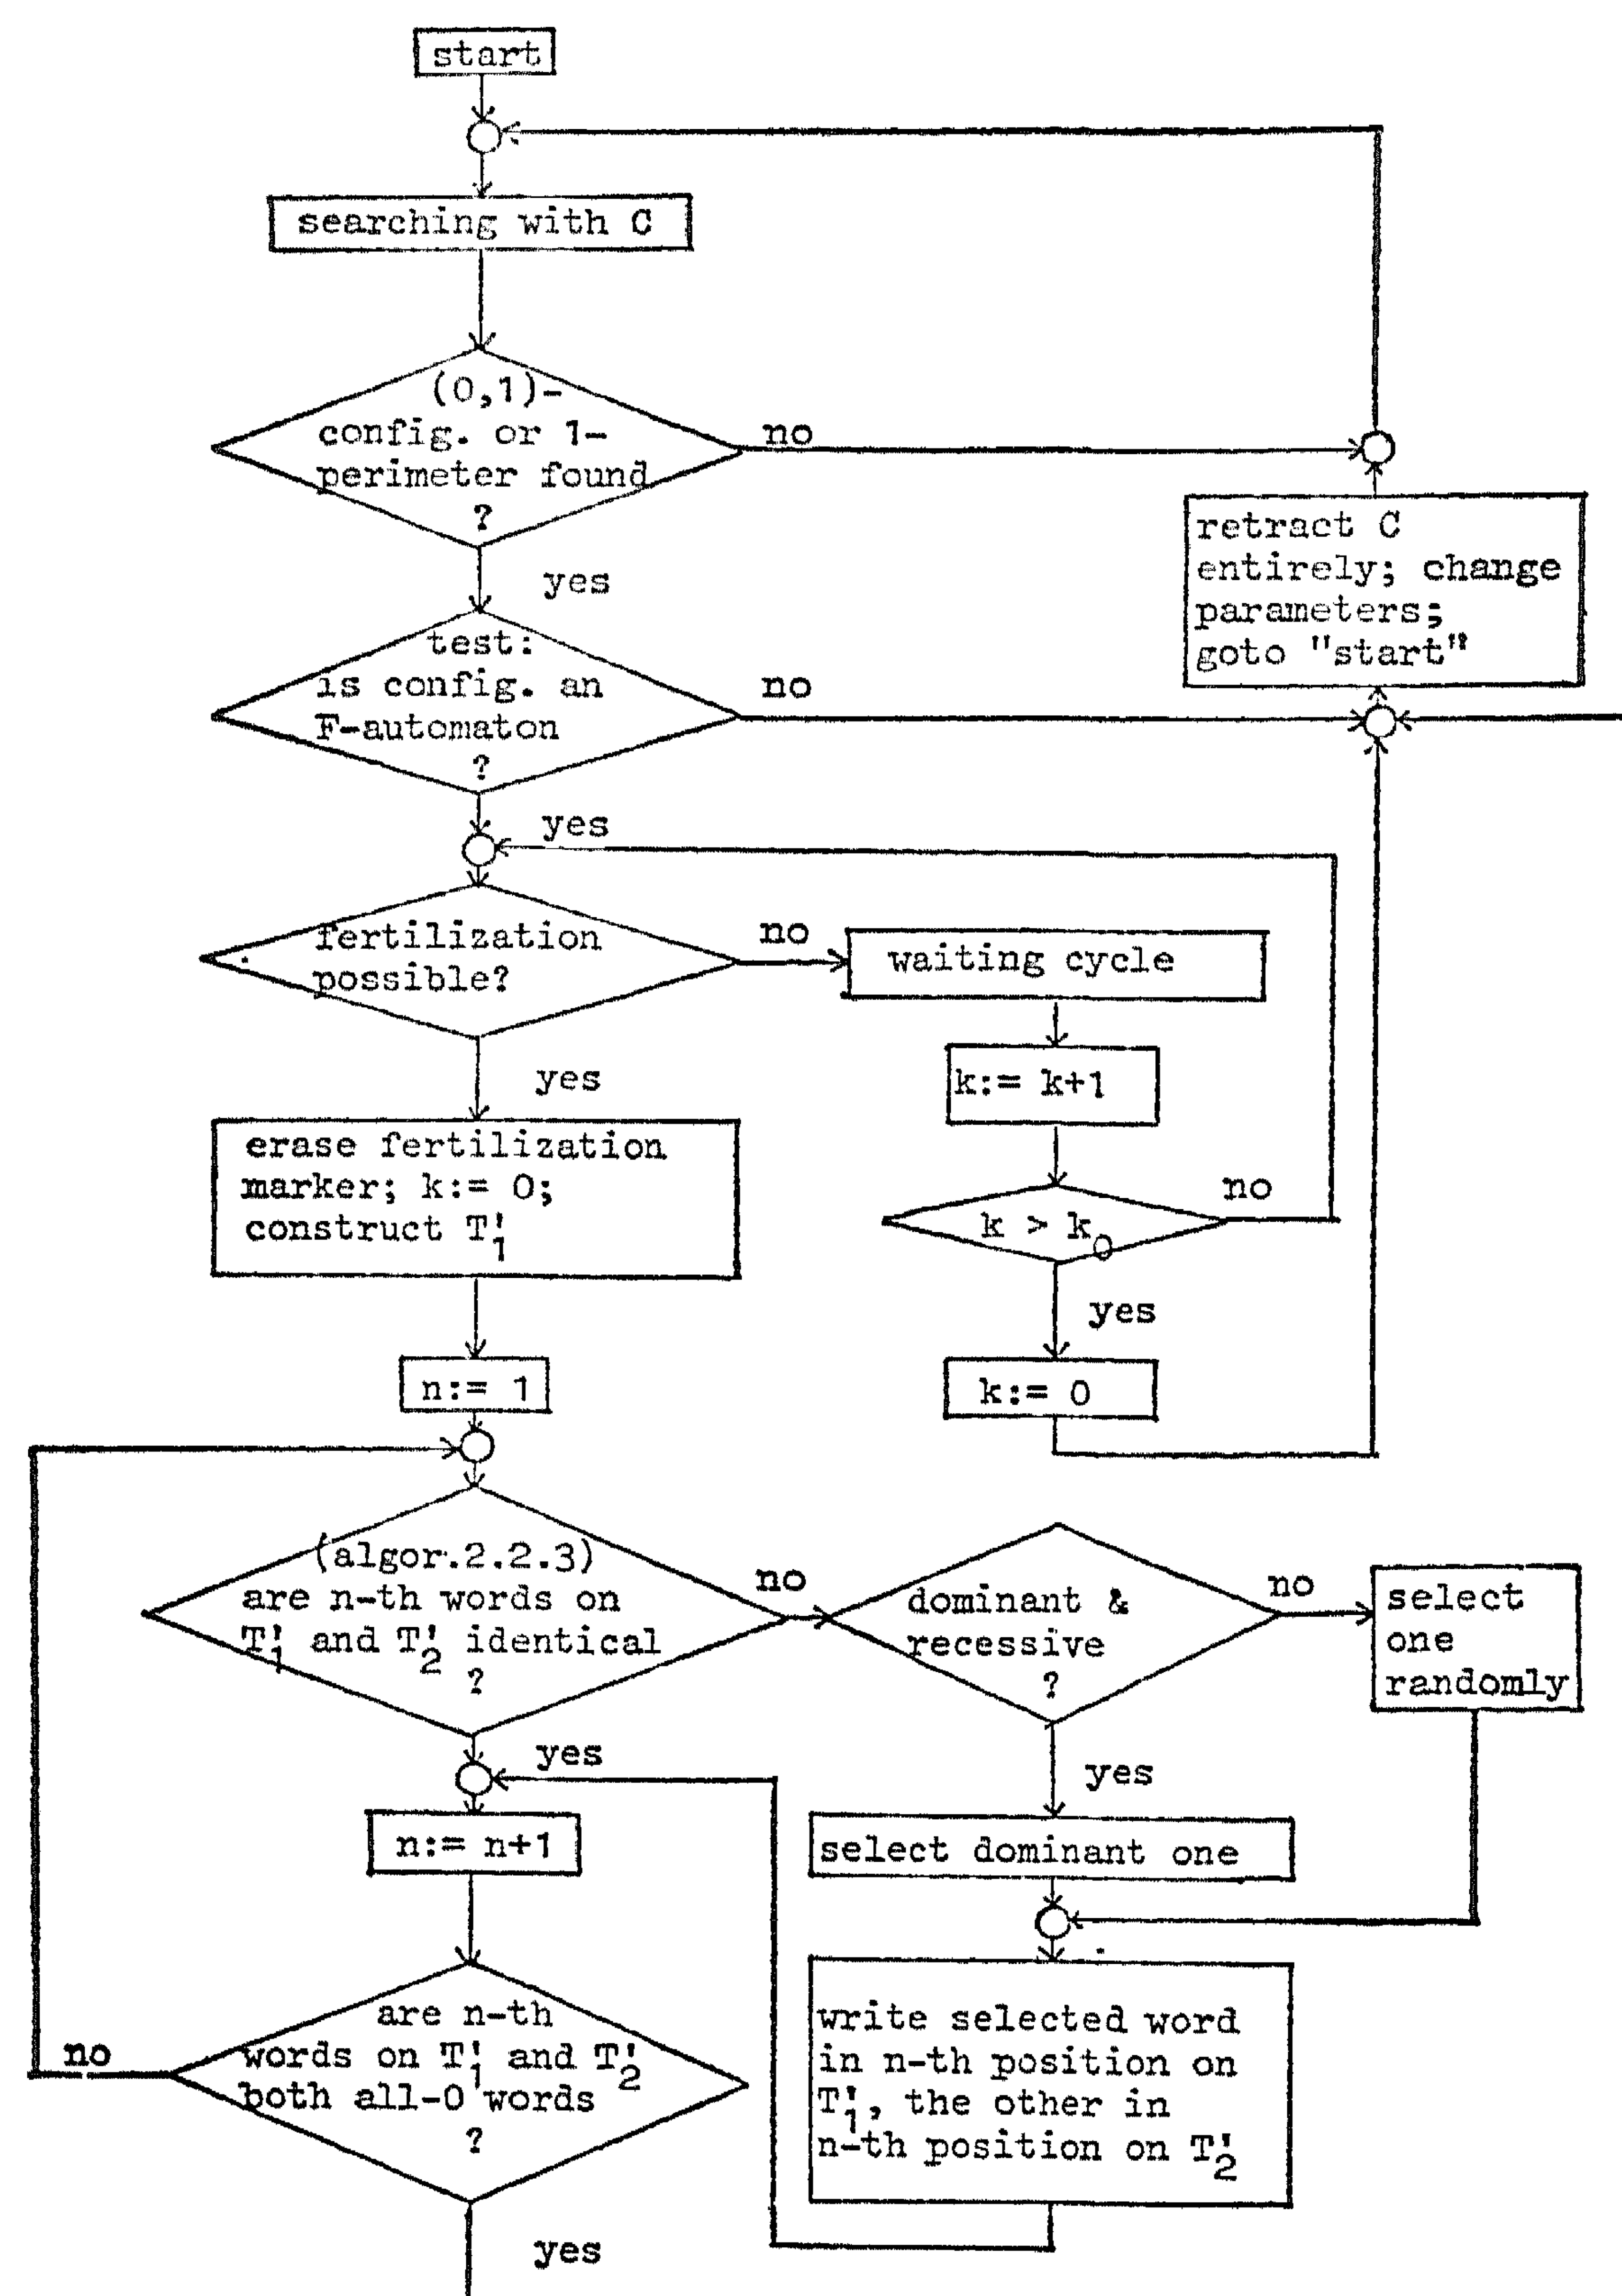 start
searching with C
(0,1)-
config. or 1-
perimeter found
?
no
yes
retract C
entirely; change
parameters;
goto "start"
test:
is config. an
F-automaton
?
no
yes
fertilization
possible?
no
waiting cycle
k:= k+1
yes
erase fertilization
marker; k:= 0;
construct T'₁
k > k₀
no
yes
k:= 0
n:= 1
(algor.2.2.3)
are n-th words on
T'₁ and T'₂ identical
?
no
dominant &
recessive
?
no
select
one
randomly
yes
yes
n:= n+1
select dominant one
are n-th
words on T'₁ and T'₂
both all-0 words
?
no
yes
write selected word
in n-th position on
T'₁, the other in
n-th position on T'₂